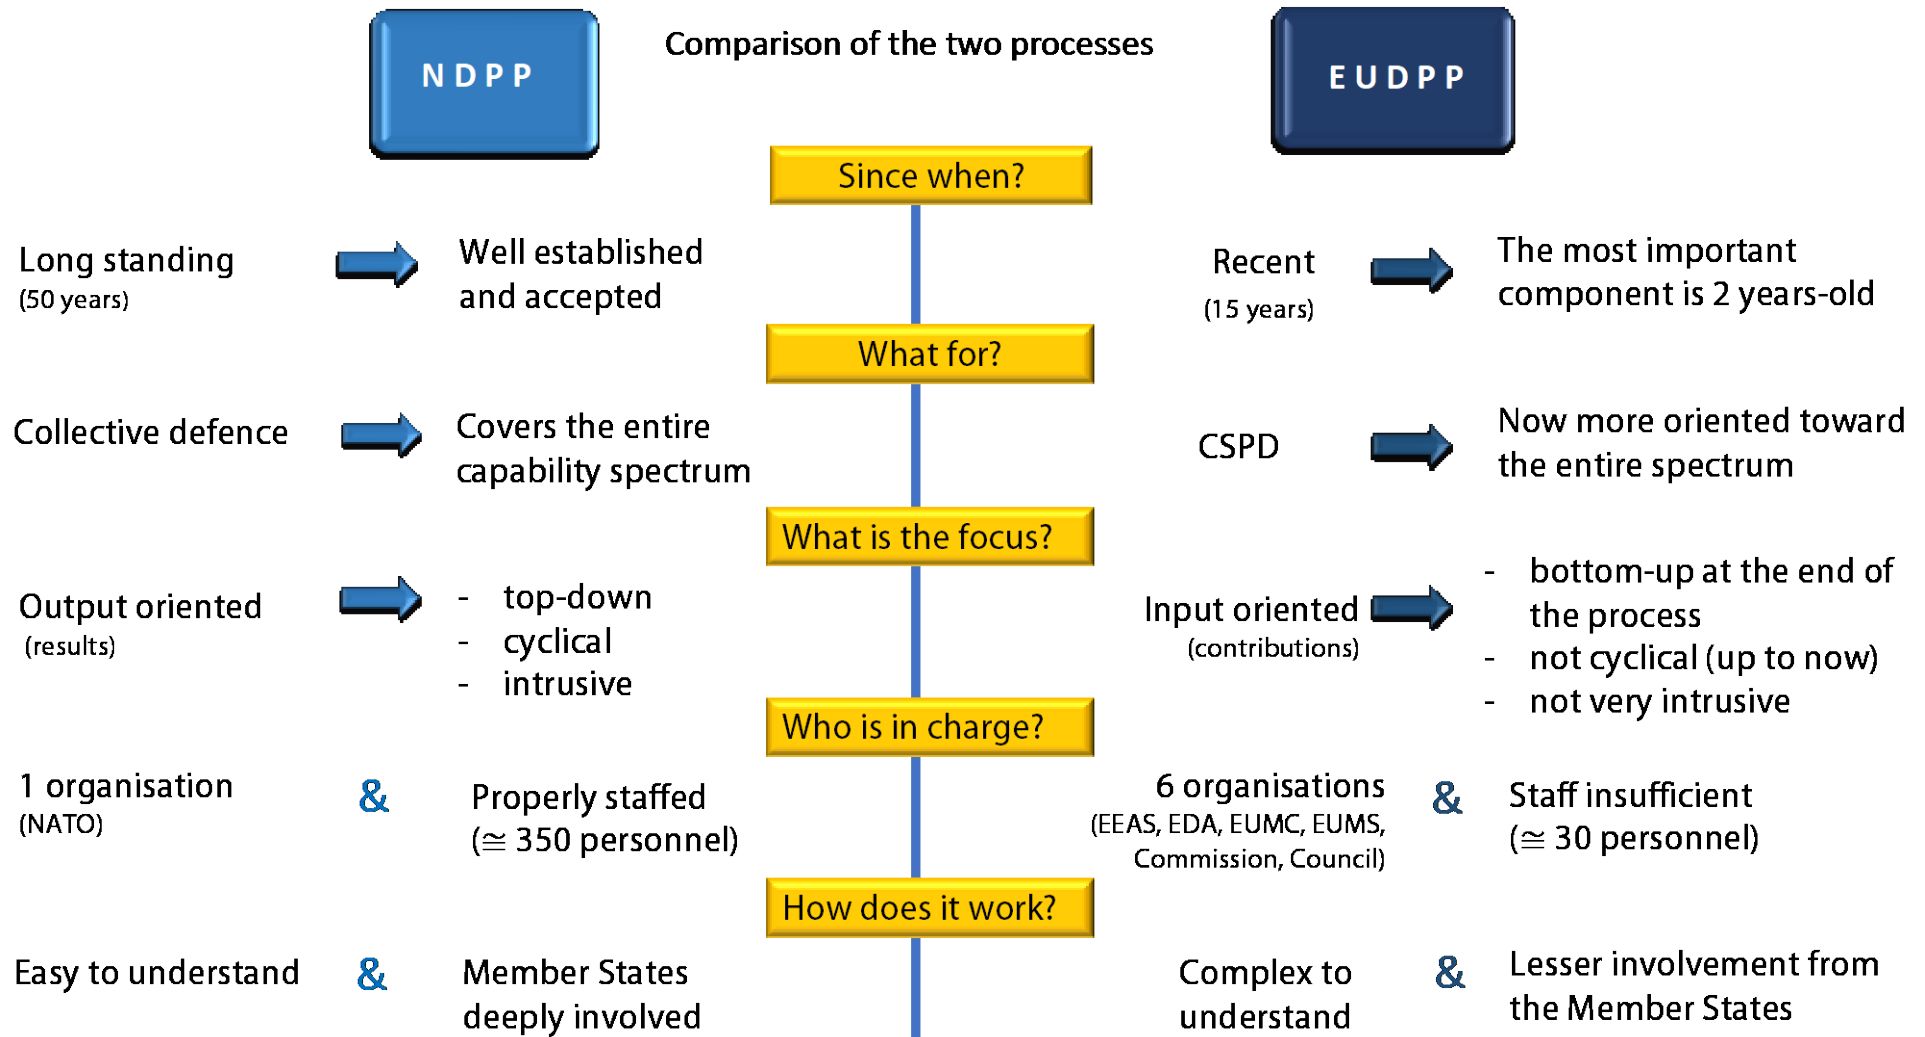 Comparison of the two processes
NDPP
EUDPP
Since when?
Long standing
(50 years)
Well established
and accepted
Recent
(15 years)
The most important
component is 2 years-old
What for?
Collective defence
Covers the entire
capability spectrum
CSPD
Now more oriented toward
the entire spectrum
What is the focus?
Output oriented
(results)
- top-down
- cyclical
- intrusive
Input oriented
(contributions)
- bottom-up at the end of
the process
- not cyclical (up to now)
- not very intrusive
Who is in charge?
1 organisation
(NATO)
&
Properly staffed
(≅ 350 personnel)
6 organisations
(EEAS, EDA, EUMC, EUMS,
Commission, Council)
&
Staff insufficient
(≅ 30 personnel)
How does it work?
Easy to understand
&
Member States
deeply involved
Complex to
understand
&
Lesser involvement from
the Member States